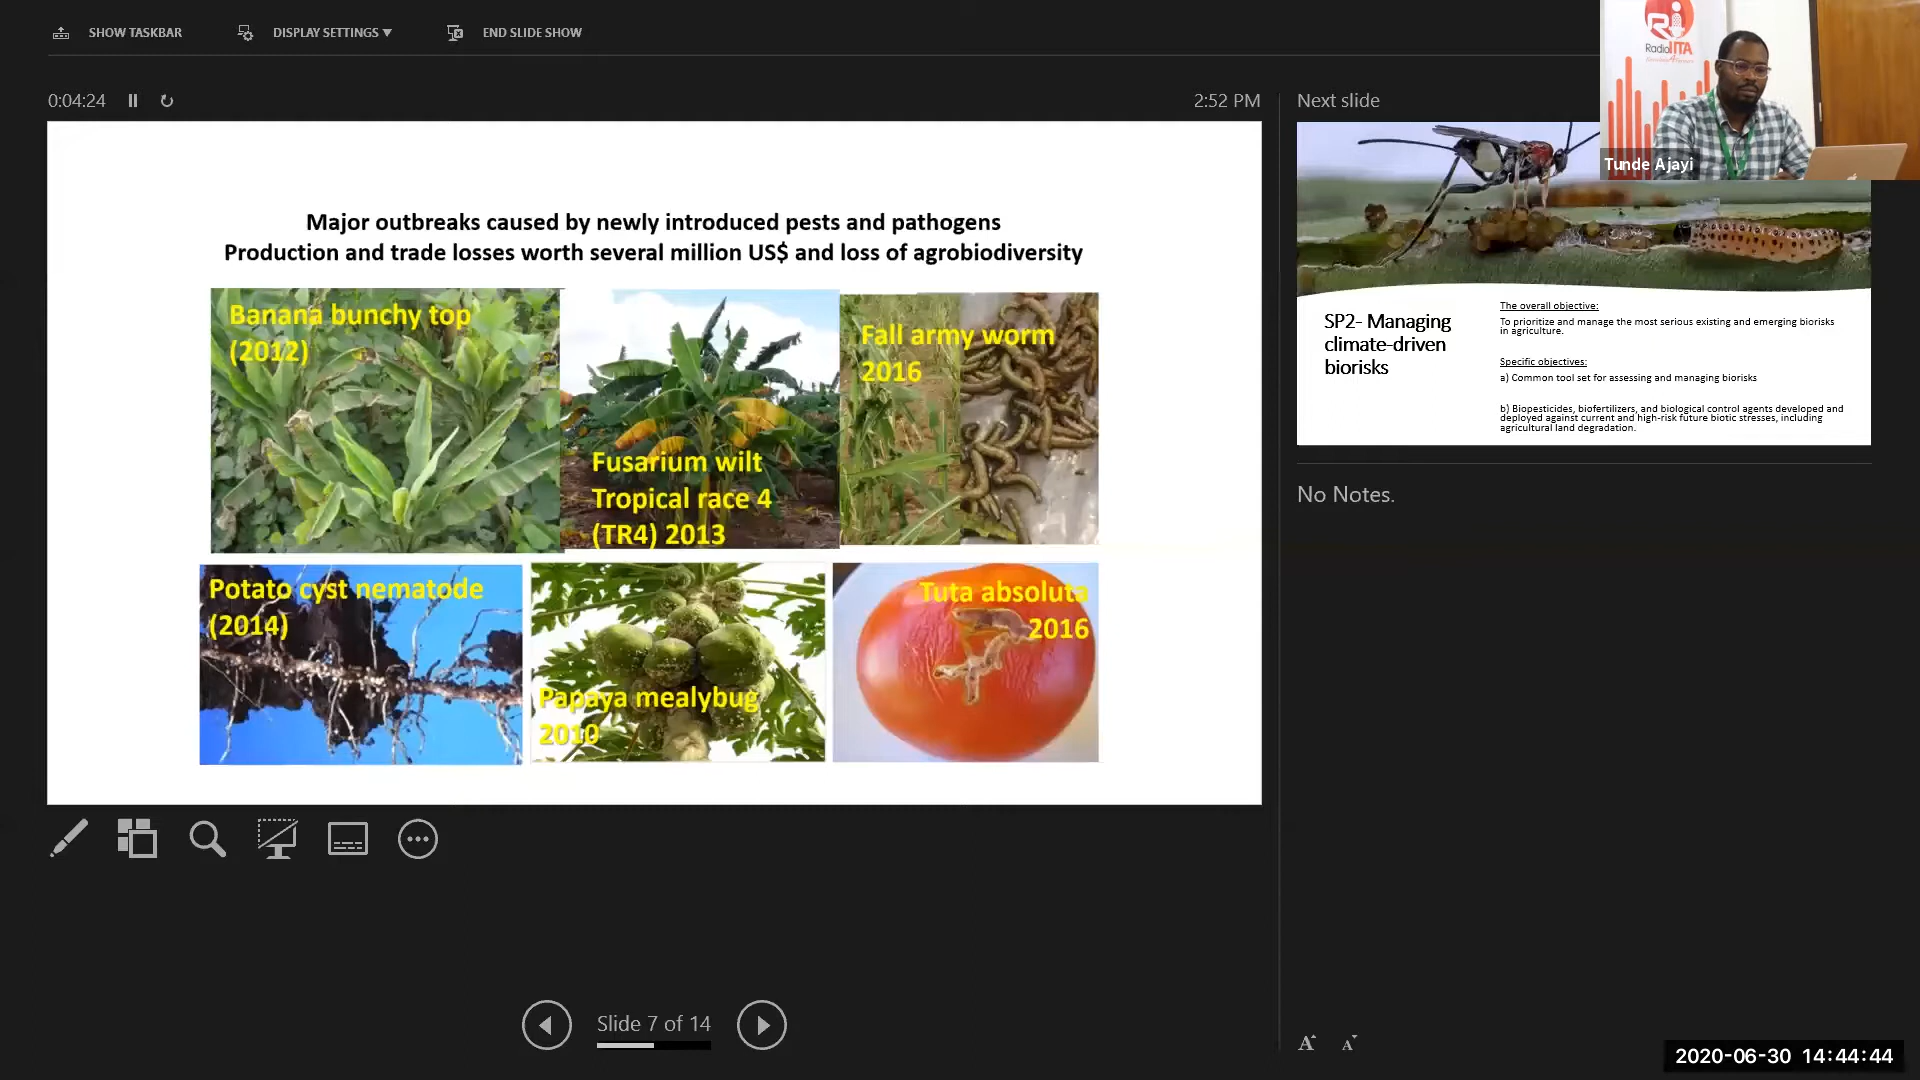 SHOW TASKBAR
DISPLAY SETTINGS ▼
END SLIDE SHOW
0:04:24
2:52 PM
Next slide
Radio IITA
Tunde Ajayi
Major outbreaks caused by newly introduced pests and pathogens
Production and trade losses worth several million US$ and loss of agrobiodiversity
Banana bunchy top
(2012)
Fusarium wilt
Tropical race 4
(TR4) 2013
Fall army worm
2016
Potato cyst nematode
(2014)
Papaya mealybug
2010
Tuta absoluta
2016
SP2- Managing
climate-driven
biorisks
The overall objective:
To prioritize and manage the most serious existing and emerging biorisks
in agriculture.
Specific objectives:
a) Common tool set for assessing and managing biorisks
b) Biopesticides, biofertilizers, and biological control agents developed and
deployed against current and high-risk future biotic stresses, including
agricultural land degradation.
No Notes.
Slide 7 of 14
A A
2020-06-30 14:44:44